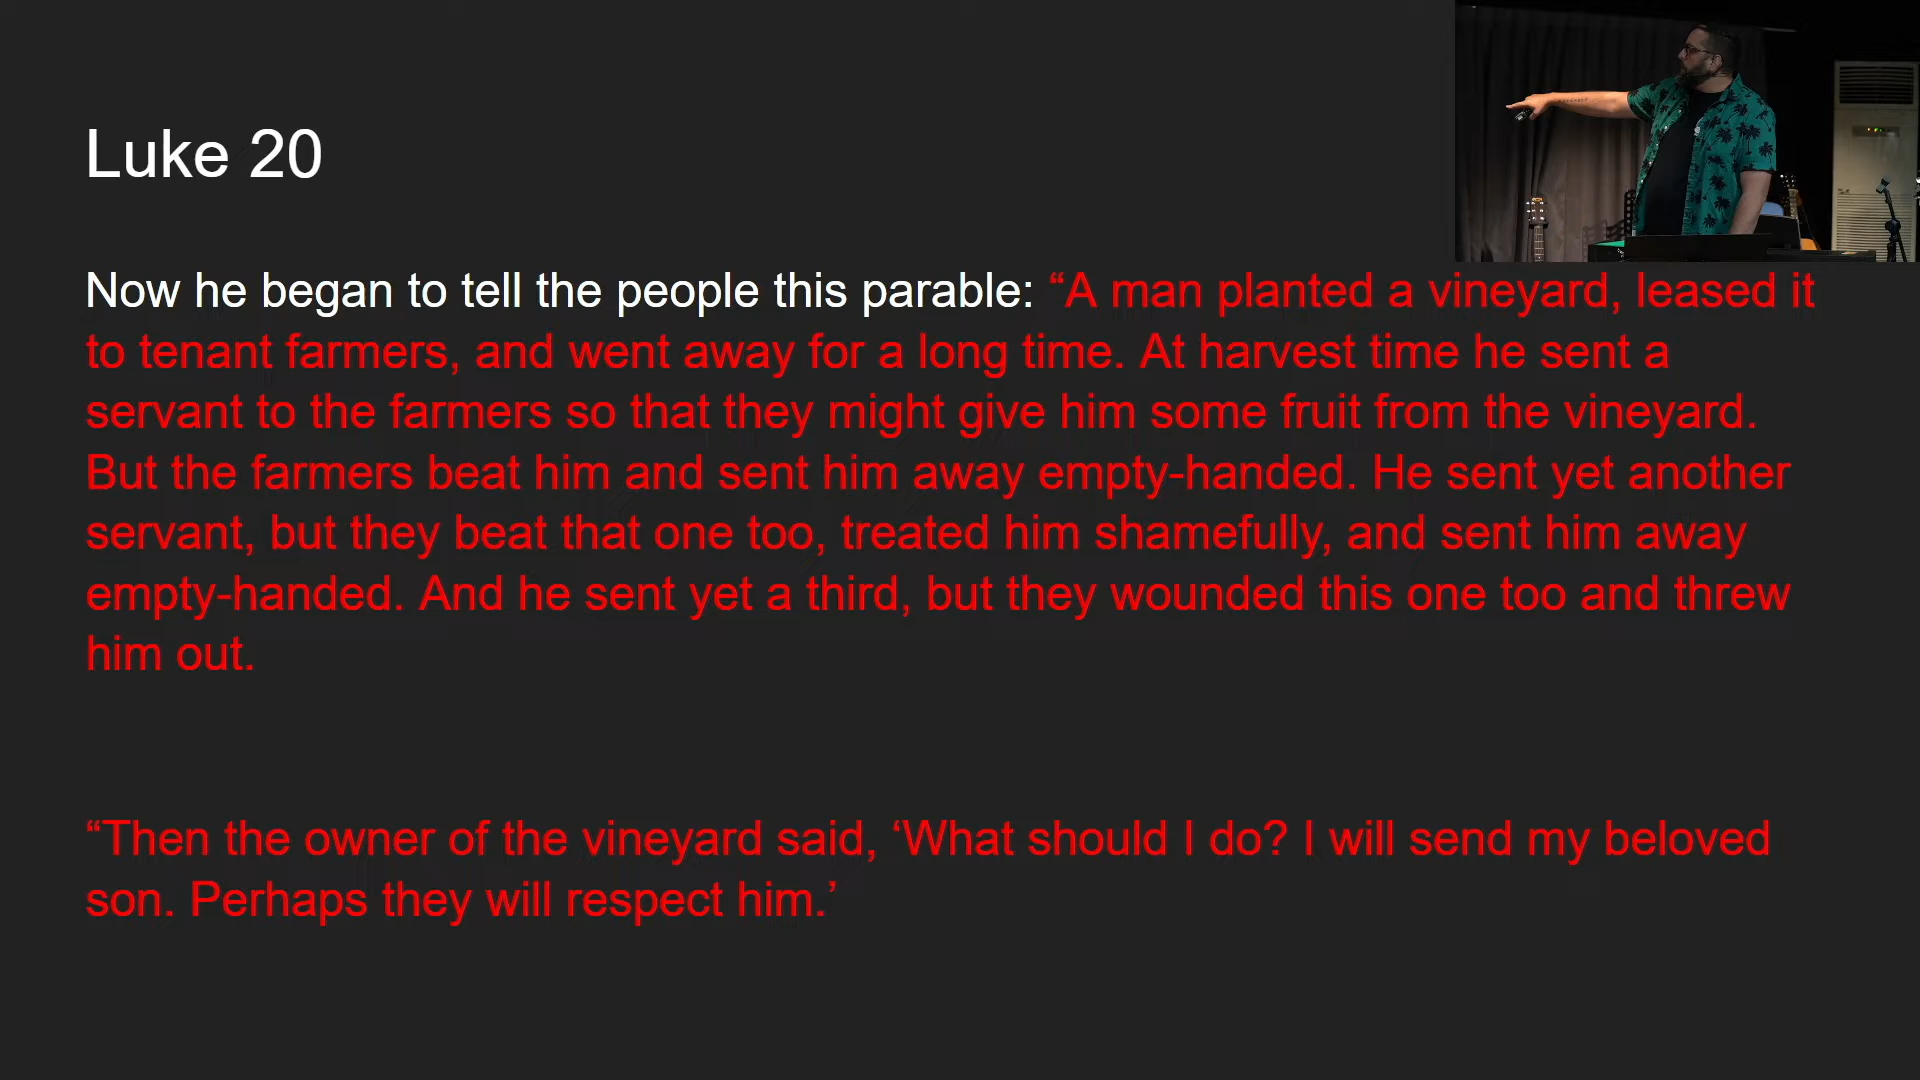 Luke 20
Now he began to tell the people this parable: “A man planted a vineyard, leased it
to tenant farmers, and went away for a long time. At harvest time he sent a
servant to the farmers so that they might give him some fruit from the vineyard.
But the farmers beat him and sent him away empty-handed. He sent yet another
servant, but they beat that one too, treated him shamefully, and sent him away
empty-handed. And he sent yet a third, but they wounded this one too and threw
him out.
“Then the owner of the vineyard said, ‘What should I do? I will send my beloved
son. Perhaps they will respect him.’